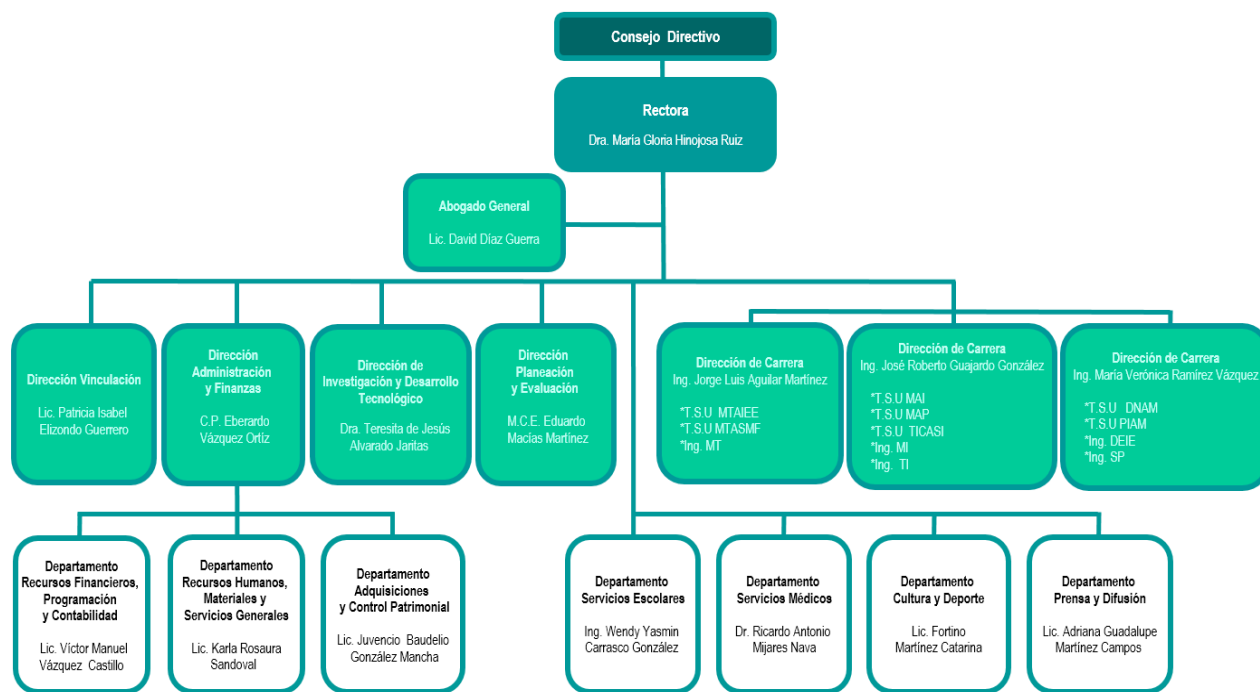 Consejo Directivo
Rectora
Dra. María Gloria Hinojosa Ruiz
Abogado General
Lic. David Díaz Guerra
Dirección Vinculación
Lic. Patricia Isabel
Elizondo Guerrero
Dirección
Administración
y Finanzas
C.P. Eberardo
Vázquez Ortíz
Dirección de
Investigación y Desarrollo
Tecnológico
Dra. Teresita de Jesús
Alvarado Jaritas
Dirección
Planeación
y Evaluación
M.C.E. Eduardo
Macías Martínez
Dirección de Carrera
Ing. Jorge Luis Aguilar Martínez
*T.S.U MTAIEE
*T.S.U MTASMF
*Ing. MT
Dirección de Carrera
Ing. José Roberto Guajardo González
*T.S.U MAI
*T.S.U MAP
*T.S.U TICASI
*Ing. MI
*Ing. TI
Dirección de Carrera
Ing. María Verónica Ramírez Vázquez
*T.S.U DNAM
*T.S.U PIAM
*Ing. DEIE
*Ing. SP
Departamento
Recursos Financieros,
Programación
y Contabilidad
Lic. Víctor Manuel
Vázquez Castillo
Departamento
Recursos Humanos,
Materiales y
Servicios Generales
Lic. Karla Rosaura
Sandoval
Departamento
Adquisiciones
y Control Patrimonial
Lic. Juvencio Baudelio
González Mancha
Departamento
Servicios Escolares
Ing. Wendy Yasmin
Carrasco González
Departamento
Servicios Médicos
Dr. Ricardo Antonio
Mijares Nava
Departamento
Cultura y Deporte
Lic. Fortino
Martínez Catarina
Departamento
Prensa y Difusión
Lic. Adriana Guadalupe
Martínez Campos